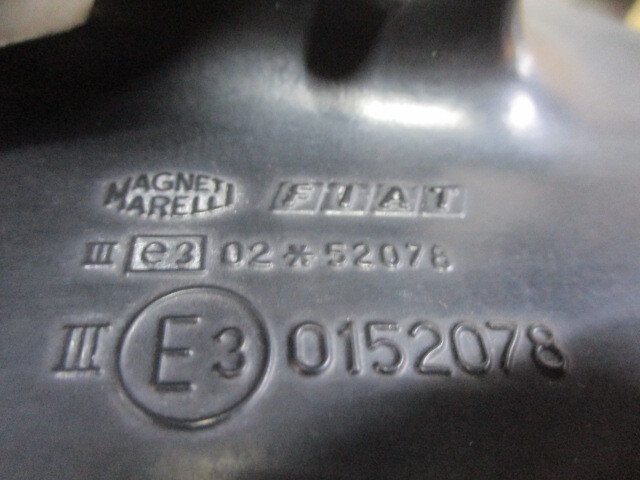 MAGNETI MARELLI FIAT
III e3 02*52078
III E3 0152078